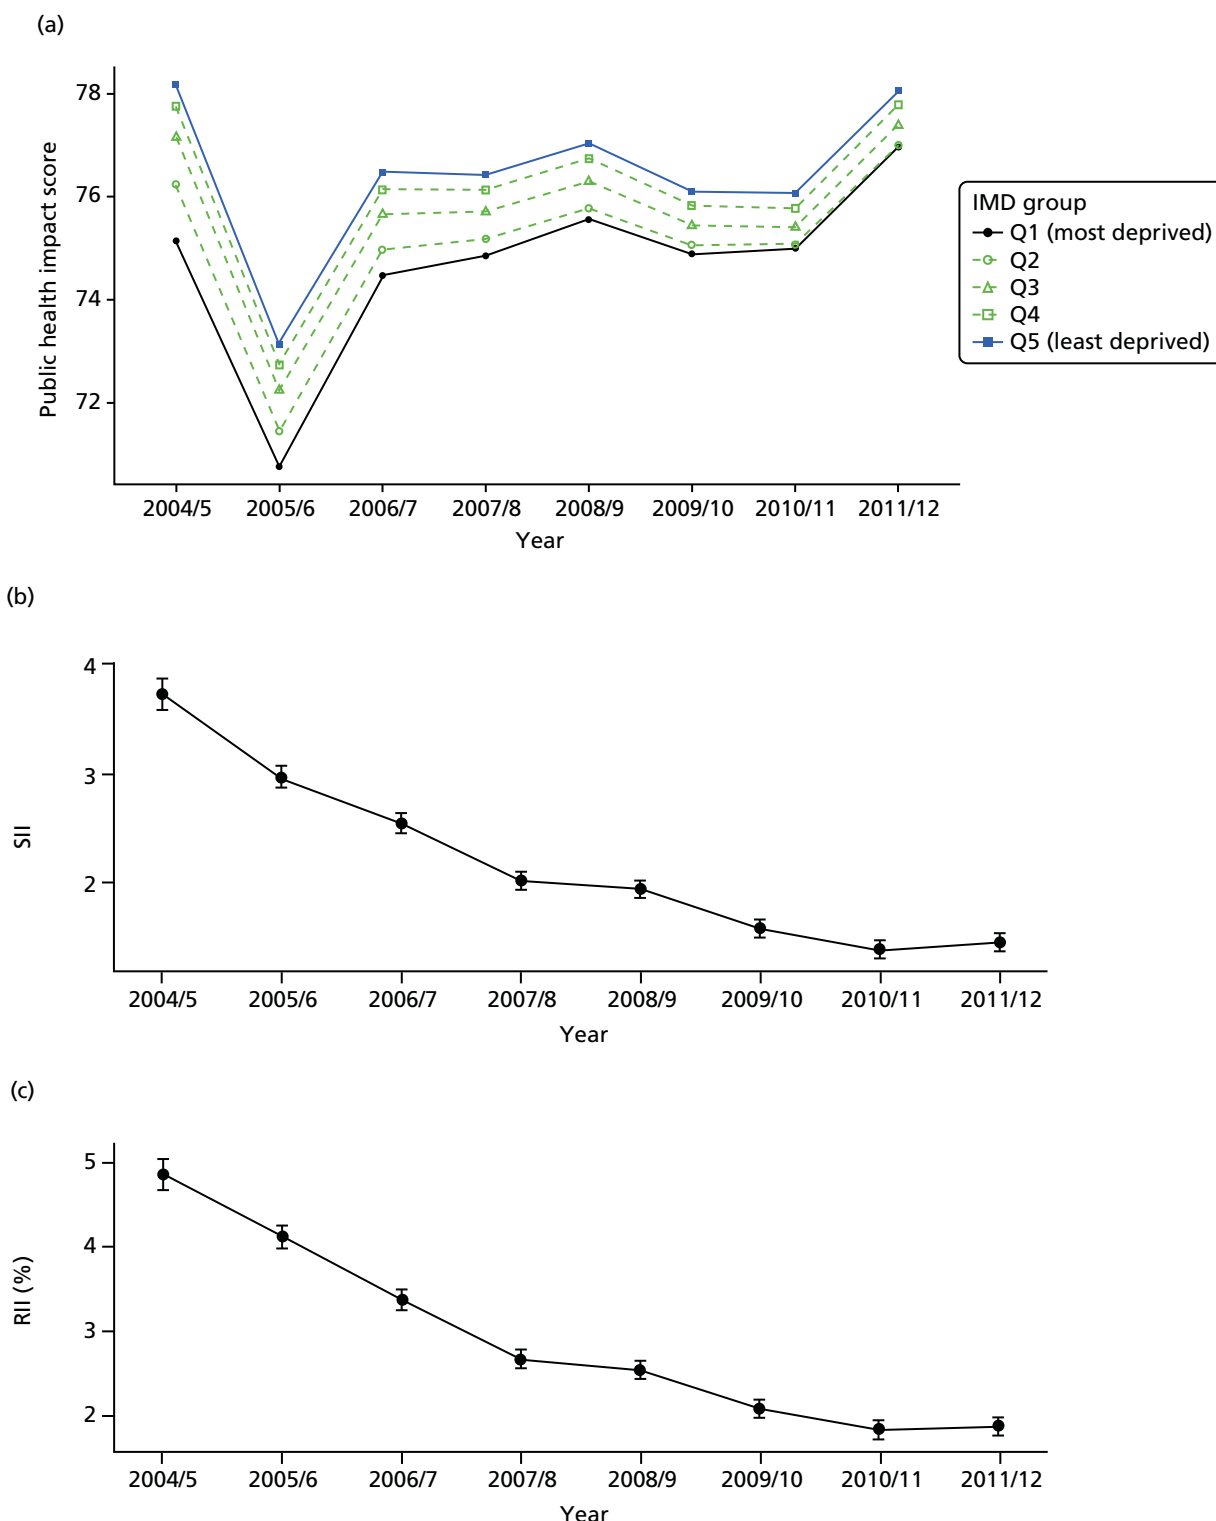 (a)
78
76
74
72
Public health impact score
2004/5 2005/6 2006/7 2007/8 2008/9 2009/10 2010/11 2011/12
Year
IMD group
Q1 (most deprived)
Q2
Q3
Q4
Q5 (least deprived)
(b)
4
3
2
SII
2004/5 2005/6 2006/7 2007/8 2008/9 2009/10 2010/11 2011/12
Year
(c)
5
4
3
2
RII (%)
2004/5 2005/6 2006/7 2007/8 2008/9 2009/10 2010/11 2011/12
Year